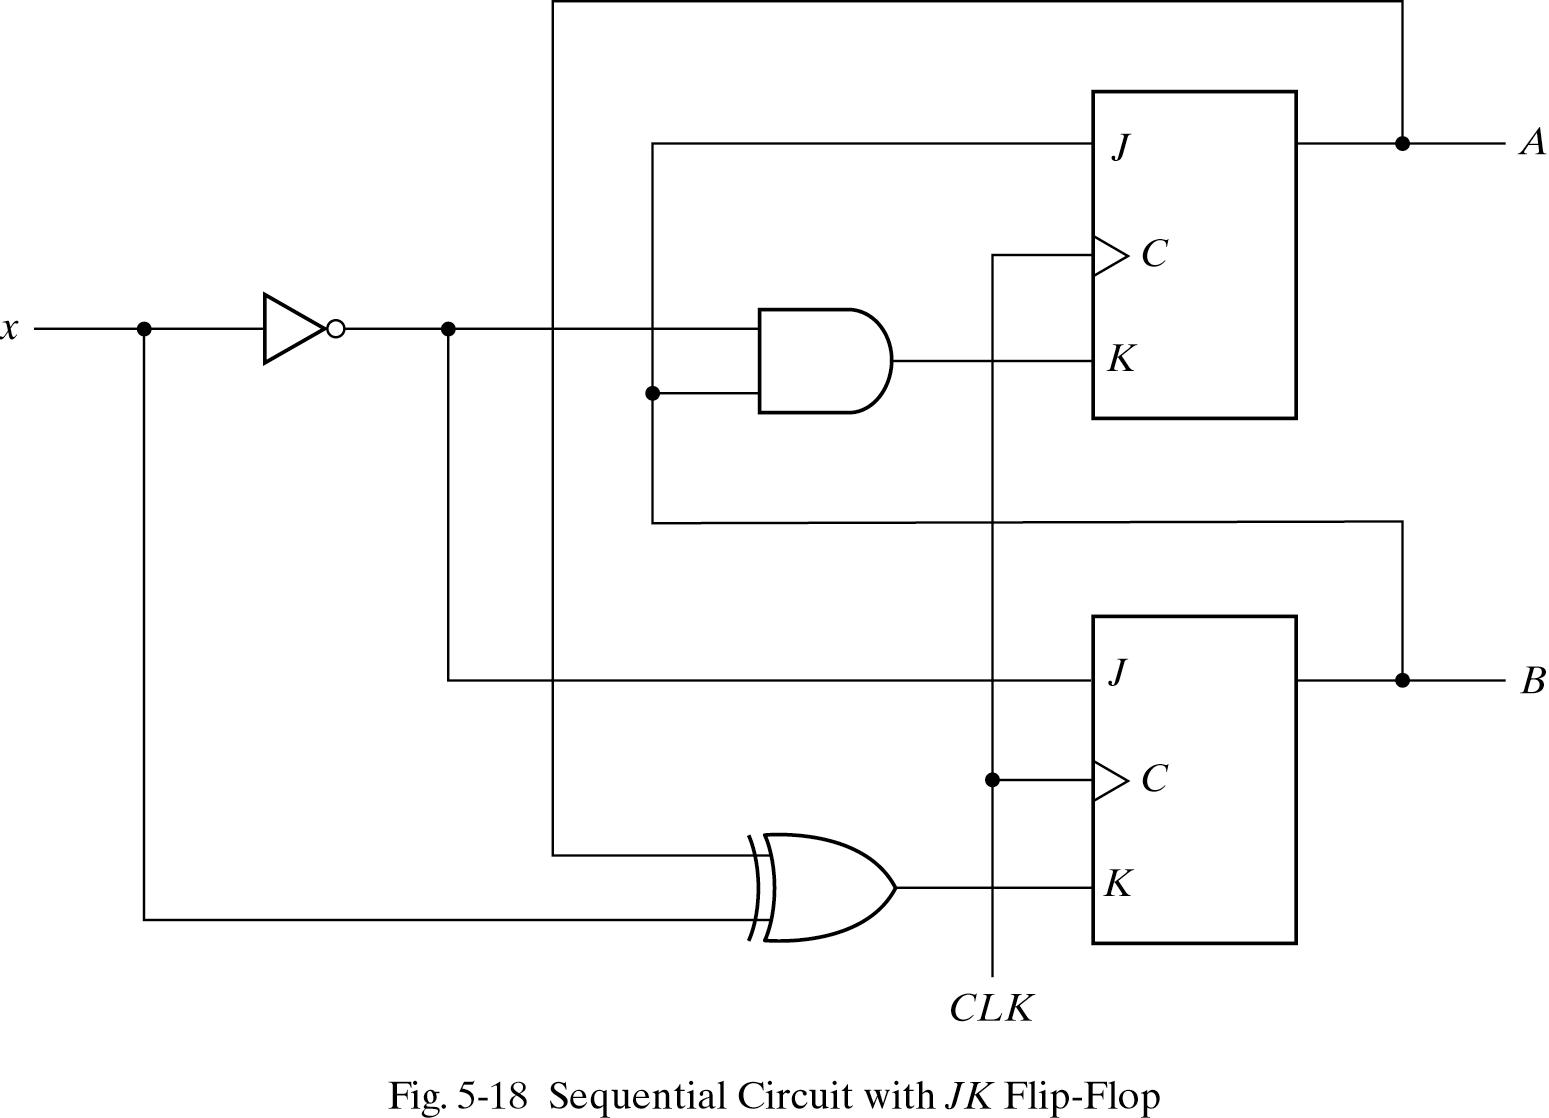 A
J
C
x
K
J
B
C
K
CLK
Fig. 5-18 Sequential Circuit with JK Flip-Flop